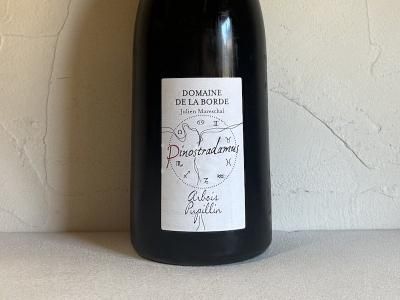 DOMAINE
DE LA BORDE
Julien Mareschal
Pinostradamus
Arbois
Pupillin